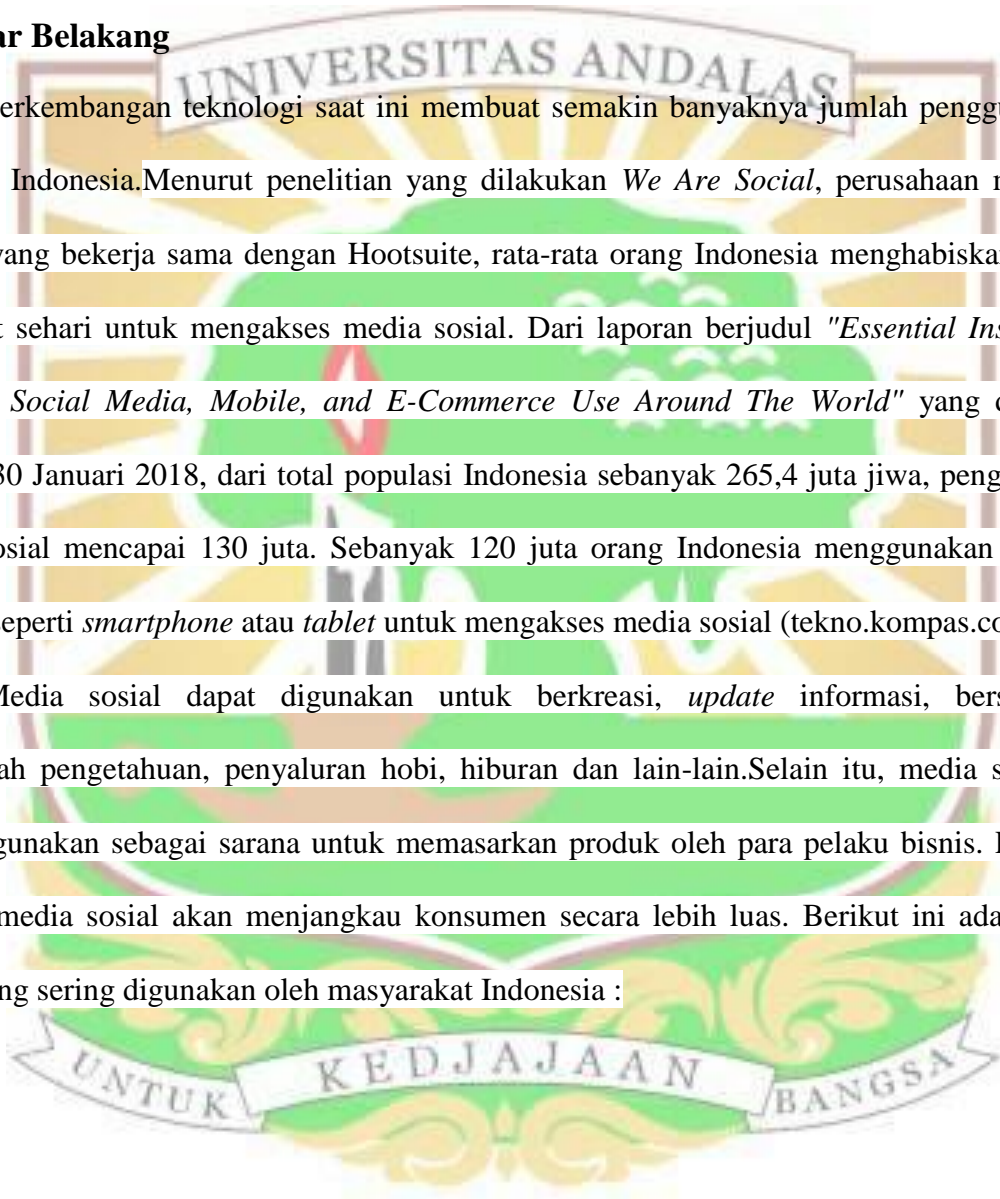 ar Belakang
UNIVERSITAS ANDALAS
erkembangan teknologi saat ini membuat semakin banyaknya jumlah penggu
Indonesia.Menurut penelitian yang dilakukan We Are Social, perusahaan
yang bekerja sama dengan Hootsuite, rata-rata orang Indonesia menghabiska
sehari untuk mengakses media sosial. Dari laporan berjudul "Essential Ins
Social Media, Mobile, and E-Commerce Use Around The World" yang
30 Januari 2018, dari total populasi Indonesia sebanyak 265,4 juta jiwa, peng
osial mencapai 130 juta. Sebanyak 120 juta orang Indonesia menggunakan
seperti smartphone atau tablet untuk mengakses media sosial (tekno.kompas.co
Media sosial dapat digunakan untuk berkreasi, update informasi, bers
ah pengetahuan, penyaluran hobi, hiburan dan lain-lain.Selain itu, media s
gunakan sebagai sarana untuk memasarkan produk oleh para pelaku bisnis.
media sosial akan menjangkau konsumen secara lebih luas. Berikut ini ada
ng sering digunakan oleh masyarakat Indonesia :
UNTUK KEDJAJAAN BANGSA